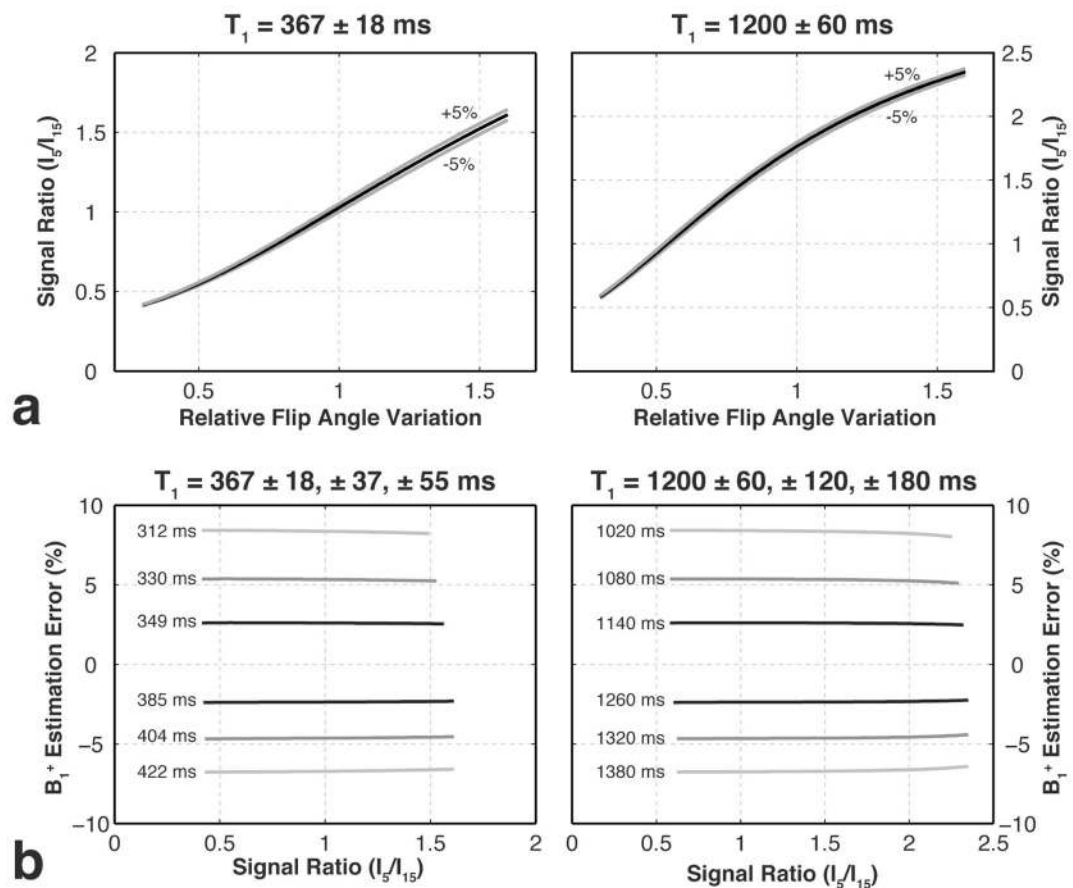 T1 = 367 ± 18 ms
T1 = 1200 ± 60 ms
Signal Ratio (I5/I15)
2
1.5
1
0.5
0
+5%
-5%
0.5 1 1.5
Relative Flip Angle Variation
+5%
-5%
2.5
2
1.5
1
0.5
0
Signal Ratio (I5/I15)
0.5 1 1.5
Relative Flip Angle Variation
a
T1 = 367 ± 18, ± 37, ± 55 ms
T1 = 1200 ± 60, ± 120, ± 180 ms
B1+ Estimation Error (%)
10
5
0
−5
−10
312 ms
330 ms
349 ms
385 ms
404 ms
422 ms
0 0.5 1 1.5 2
Signal Ratio (I5/I15)
1020 ms
1080 ms
1140 ms
1260 ms
1320 ms
1380 ms
10
5
0
−5
−10
B1+ Estimation Error (%)
0 0.5 1 1.5 2 2.5
Signal Ratio (I5/I15)
b